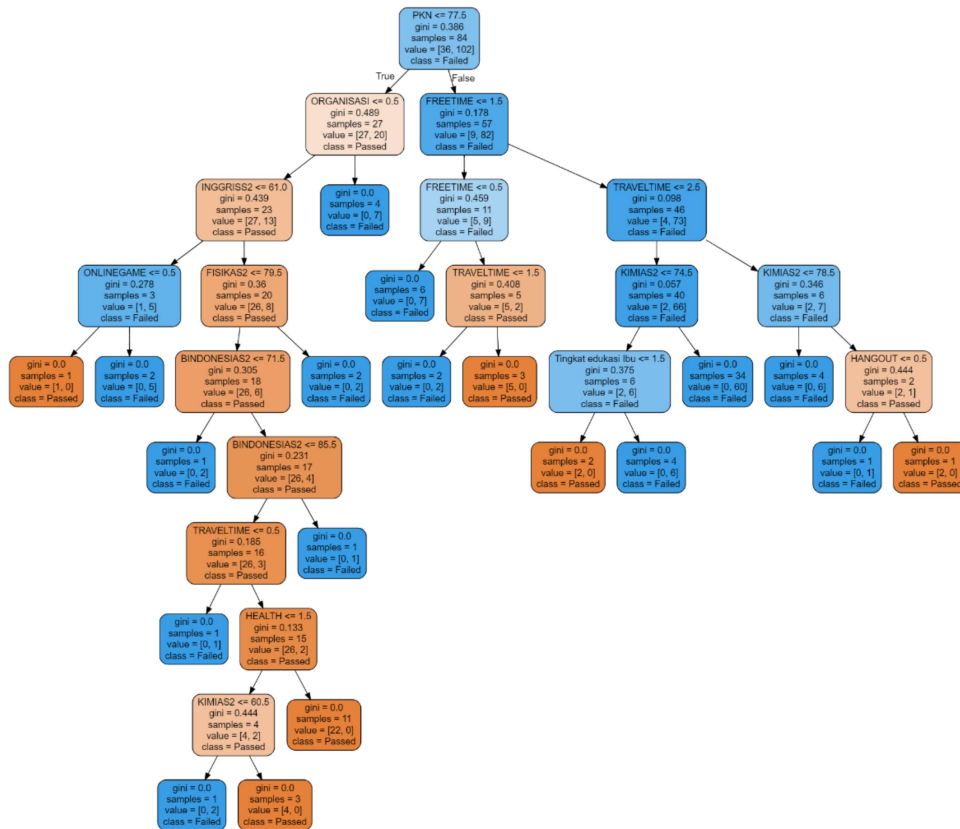 PKN <= 77.5
gini = 0.386
samples = 84
value = [36, 102]
class = Failed
True
False
ORGANISASI <= 0.5
gini = 0.489
samples = 27
value = [27, 20]
class = Passed
FREETIME <= 1.5
gini = 0.178
samples = 57
value = [9, 82]
class = Failed
INGGRISS2 <= 61.0
gini = 0.439
samples = 23
value = [27, 13]
class = Passed
gini = 0.0
samples = 4
value = [0, 7]
class = Failed
FREETIME <= 0.5
gini = 0.459
samples = 11
value = [5, 9]
class = Failed
TRAVELTIME <= 2.5
gini = 0.098
samples = 46
value = [4, 73]
class = Failed
ONLINEGAME <= 0.5
gini = 0.278
samples = 3
value = [1, 5]
class = Failed
FISIKAS2 <= 79.5
gini = 0.36
samples = 20
value = [26, 8]
class = Passed
gini = 0.0
samples = 6
value = [0, 7]
class = Failed
TRAVELTIME <= 1.5
gini = 0.408
samples = 5
value = [5, 2]
class = Passed
KIMIAS2 <= 74.5
gini = 0.057
samples = 40
value = [2, 66]
class = Failed
KIMIAS2 <= 78.5
gini = 0.346
samples = 6
value = [2, 7]
class = Failed
gini = 0.0
samples = 1
value = [1, 0]
class = Passed
gini = 0.0
samples = 2
value = [0, 5]
class = Failed
BINDONESIAS2 <= 71.5
gini = 0.305
samples = 18
value = [26, 6]
class = Passed
gini = 0.0
samples = 2
value = [0, 2]
class = Failed
gini = 0.0
samples = 2
value = [0, 2]
class = Failed
gini = 0.0
samples = 3
value = [5, 0]
class = Passed
Tingkat edukasi Ibu <= 1.5
gini = 0.375
samples = 6
value = [2, 6]
class = Failed
gini = 0.0
samples = 34
value = [0, 60]
class = Failed
gini = 0.0
samples = 4
value = [0, 6]
class = Failed
HANGOUT <= 0.5
gini = 0.444
samples = 2
value = [2, 1]
class = Passed
gini = 0.0
samples = 1
value = [0, 2]
class = Failed
BINDONESIAS2 <= 85.5
gini = 0.231
samples = 17
value = [26, 4]
class = Passed
gini = 0.0
samples = 2
value = [2, 0]
class = Passed
gini = 0.0
samples = 4
value = [0, 6]
class = Failed
gini = 0.0
samples = 1
value = [0, 1]
class = Failed
gini = 0.0
samples = 1
value = [2, 0]
class = Passed
TRAVELTIME <= 0.5
gini = 0.185
samples = 16
value = [26, 3]
class = Passed
gini = 0.0
samples = 1
value = [0, 1]
class = Failed
gini = 0.0
samples = 1
value = [0, 1]
class = Failed
HEALTH <= 1.5
gini = 0.133
samples = 15
value = [26, 2]
class = Passed
KIMIAS2 <= 60.5
gini = 0.444
samples = 4
value = [4, 2]
class = Passed
gini = 0.0
samples = 11
value = [22, 0]
class = Passed
gini = 0.0
samples = 1
value = [0, 2]
class = Failed
gini = 0.0
samples = 3
value = [4, 0]
class = Passed